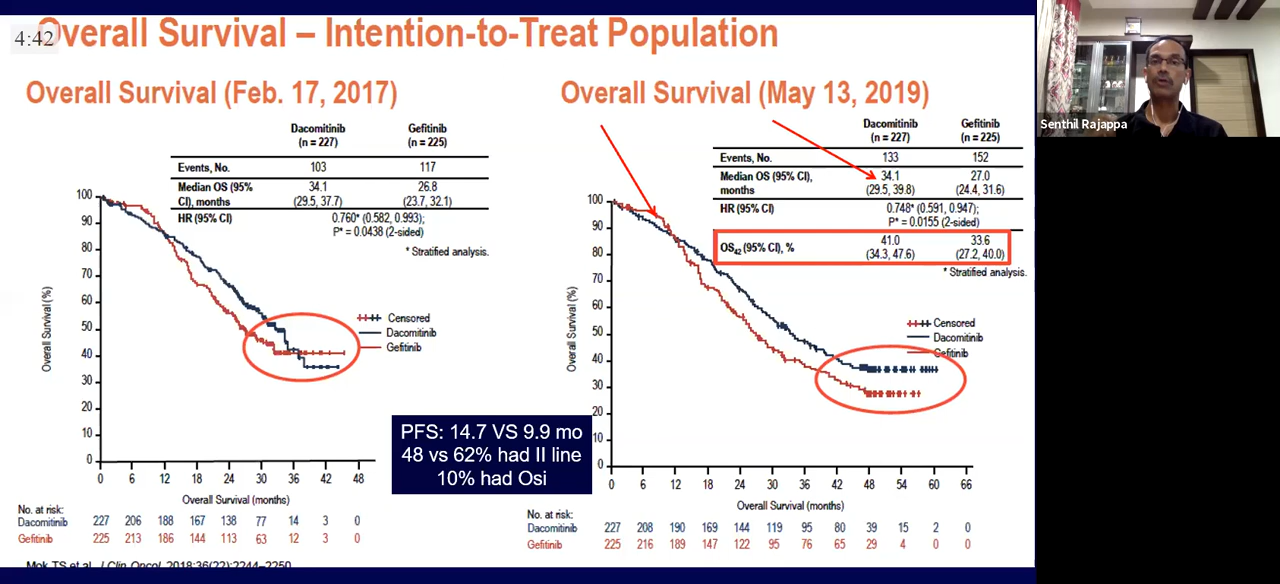 4:42
Overall Survival – Intention-to-Treat Population
Overall Survival (Feb. 17, 2017)
Dacomitinib Gefitinib
(n = 227) (n = 225)
Events, No. 103 117
Median OS (95% 34.1 26.8
CI), months (29.5, 37.7) (23.7, 32.1)
HR (95% CI) 0.760* (0.582, 0.993);
P* = 0.0438 (2-sided)
* Stratified analysis.
Overall Survival (%)
100
90
80
70
60
50
40
30
20
10
0
Censored
Dacomitinib
Gefitinib
0 6 12 18 24 30 36 42 48
Overall Survival (months)
No. at risk:
Dacomitinib 227 206 188 167 138 77 14 3 0
Gefitinib 225 213 186 144 113 63 12 3 0
Mok TS et al. J Clin Oncol. 2018;36(22):2244–2250
PFS: 14.7 VS 9.9 mo
48 vs 62% had II line
10% had Osi
Overall Survival (May 13, 2019)
Dacomitinib Gefitinib
(n = 227) (n = 225)
Events, No. 133 152
Median OS (95% CI), 34.1 27.0
months (29.5, 39.8) (24.4, 31.6)
HR (95% CI) 0.748* (0.591, 0.947);
P* = 0.0155 (2-sided)
OS42 (95% CI), % 41.0 33.6
(34.3, 47.6) (27.2, 40.0)
* Stratified analysis.
Overall Survival (%)
100
90
80
70
60
50
40
30
20
10
0
Censored
Dacomitinib
Gefitinib
0 6 12 18 24 30 36 42 48 54 60 66
Overall Survival (months)
No. at risk:
Dacomitinib 227 208 190 169 144 119 95 80 39 15 2 0
Gefitinib 225 216 189 147 122 95 76 65 29 4 0 0
Senthil Rajappa